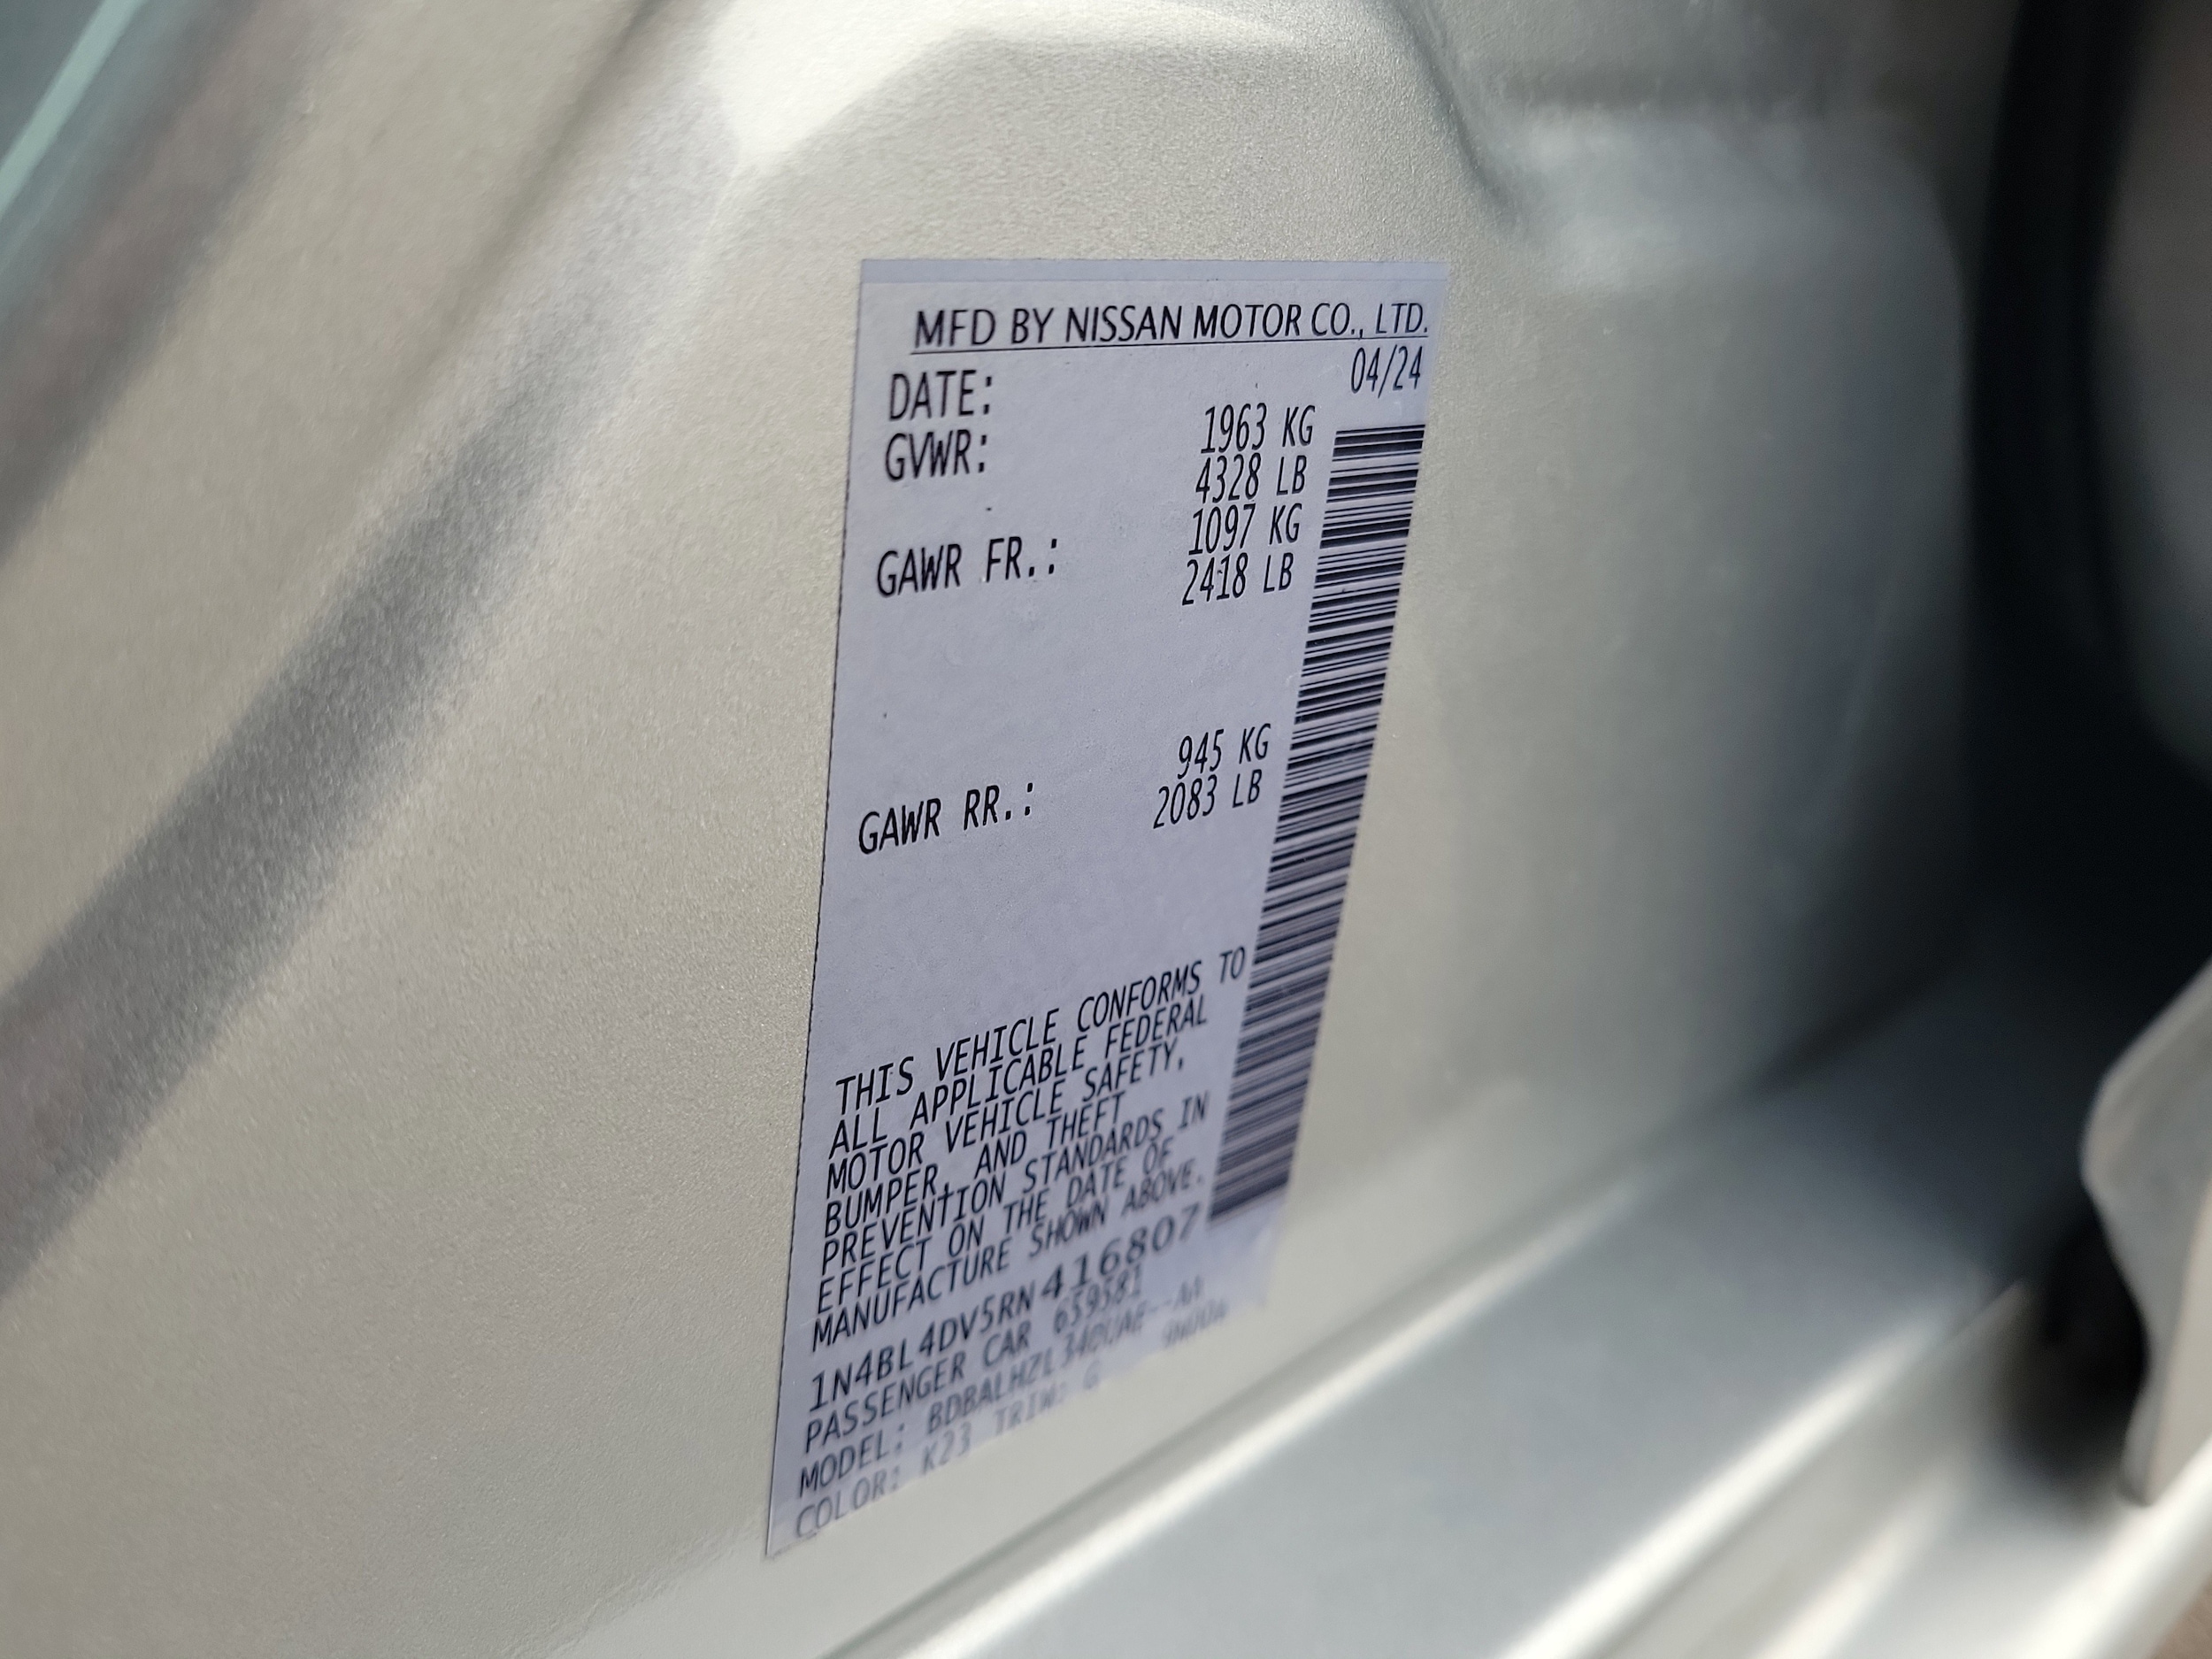 MFD BY NISSAN MOTOR CO., LTD.
DATE: 04/24
GVWR: 1963 KG
4328 LB
GAWR FR.: 1097 KG
2418 LB
GAWR RR.: 945 KG
2083 LB
THIS VEHICLE CONFORMS TO
ALL APPLICABLE FEDERAL
MOTOR VEHICLE SAFETY,
BUMPER, AND THEFT
PREVENTION STANDARDS IN
EFFECT ON THE DATE OF
MANUFACTURE SHOWN ABOVE.
1N4BL4DV5RN416807
PASSENGER CAR 659581
MODEL:
COLOR: K23 TRIM: G